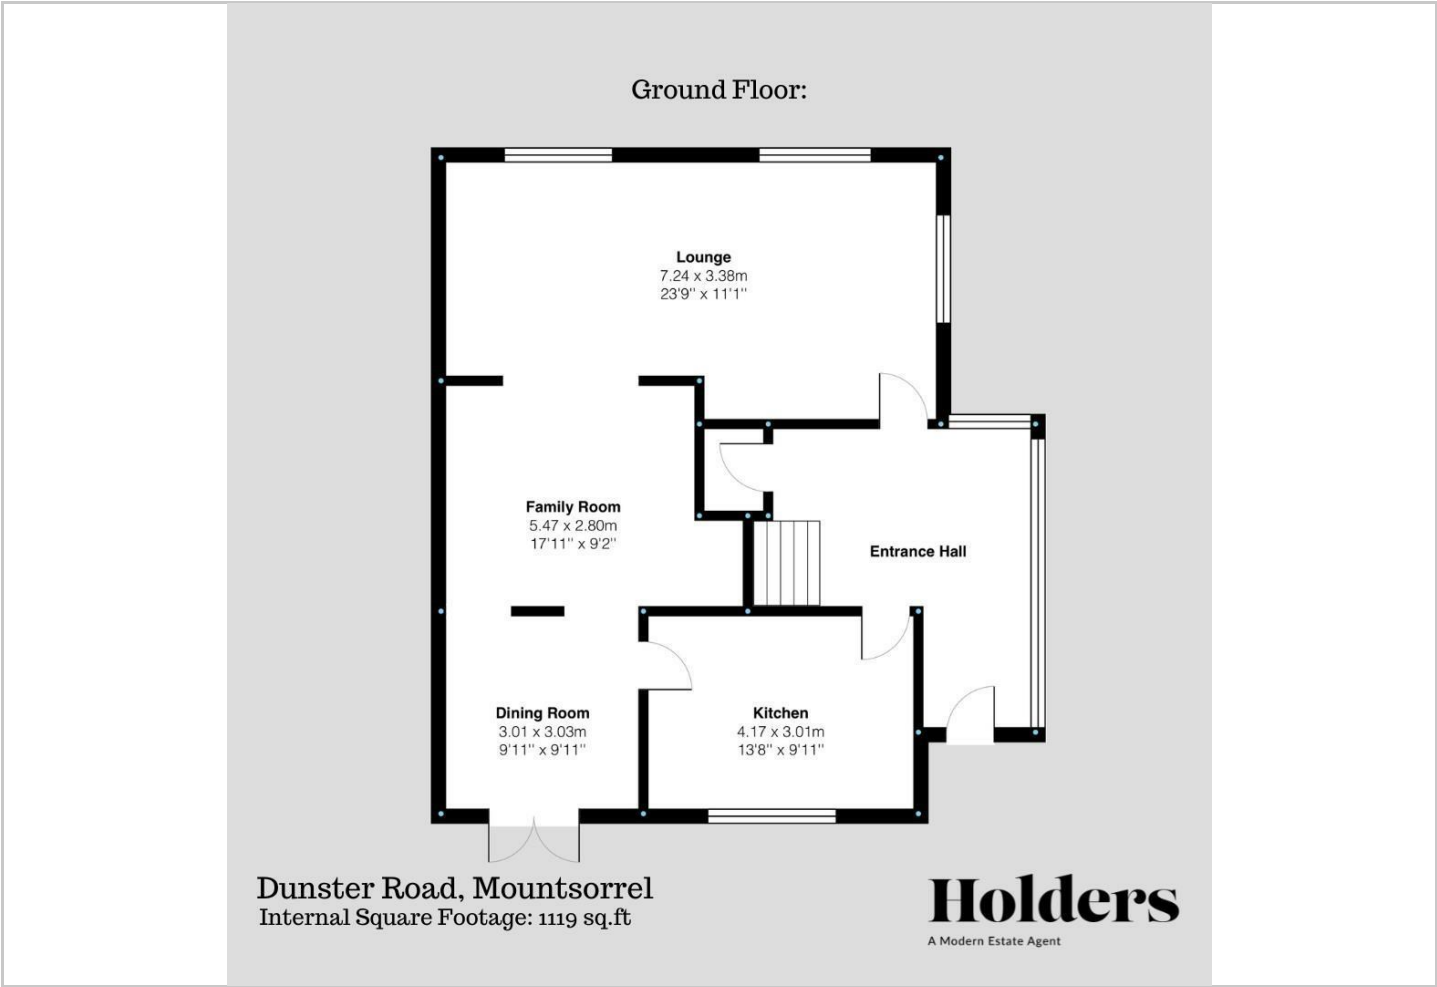 Ground Floor:
Lounge
7.24 x 3.38m
23'9" x 11'1"
Family Room
5.47 x 2.80m
17'11" x 9'2"
Entrance Hall
Dining Room
3.01 x 3.03m
9'11" x 9'11"
Kitchen
4.17 x 3.01m
13'8" x 9'11"
Dunster Road, Mountsorrel
Internal Square Footage: 1119 sq.ft
Holders
A Modern Estate Agent